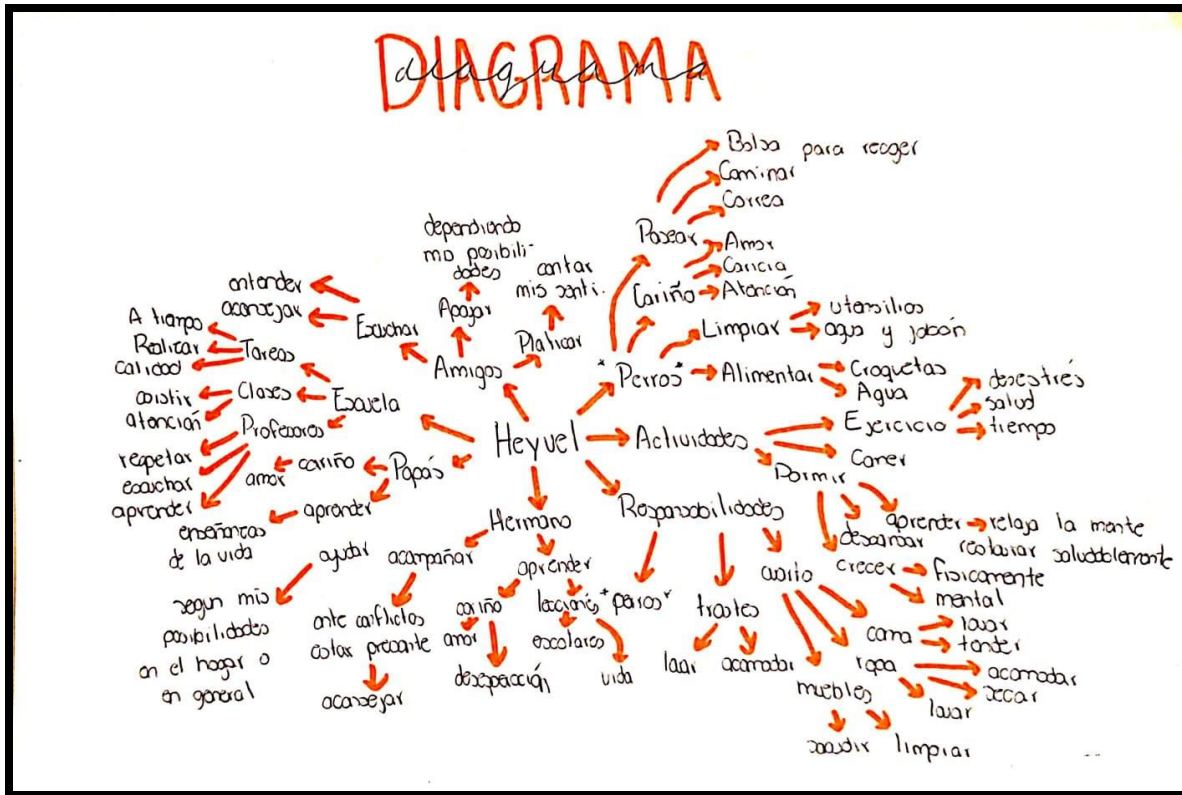 DIAGRAMA
diagrama
Bolsa para recoger
Caminar
Correa
Pasear
Amor
Caricia
Cariño
Atención
Limpiar
utensilios
agua y jabón
*Perros*
Alimentar
Croquetas
Agua
dependiendo
mis posibili-
dades
Apoyar
contar
mis senti.
Platicar
entender
aconsejar
Escuchar
Amigos
A tiempo
Realizar
calidad
Tareas
asistir
atención
Clases
Escuela
Profesores
respetar
escuchar
aprender
Heyuel
Actividades
Ejercicio
desestrés
salud
tiempo
Comer
Dormir
aprender
relaja la mente
descansar
restaurar saludablemente
crecer
fisicamente
mental
Papás
cariño
amor
aprender
enseñanzas
de la vida
Hermano
ayudar
segun mis
posibilidades
en el hogar o
en general
acompañar
ante conflictos
estar presente
aconsejar
aprender
cariño
amor
lecciones
escolares
vida
Responsabilidades
*perros*
trastes
lavar
acomodar
cuarto
cama
lavar
tender
ropa
acomodar
secar
lavar
muebles
sacudir
limpiar